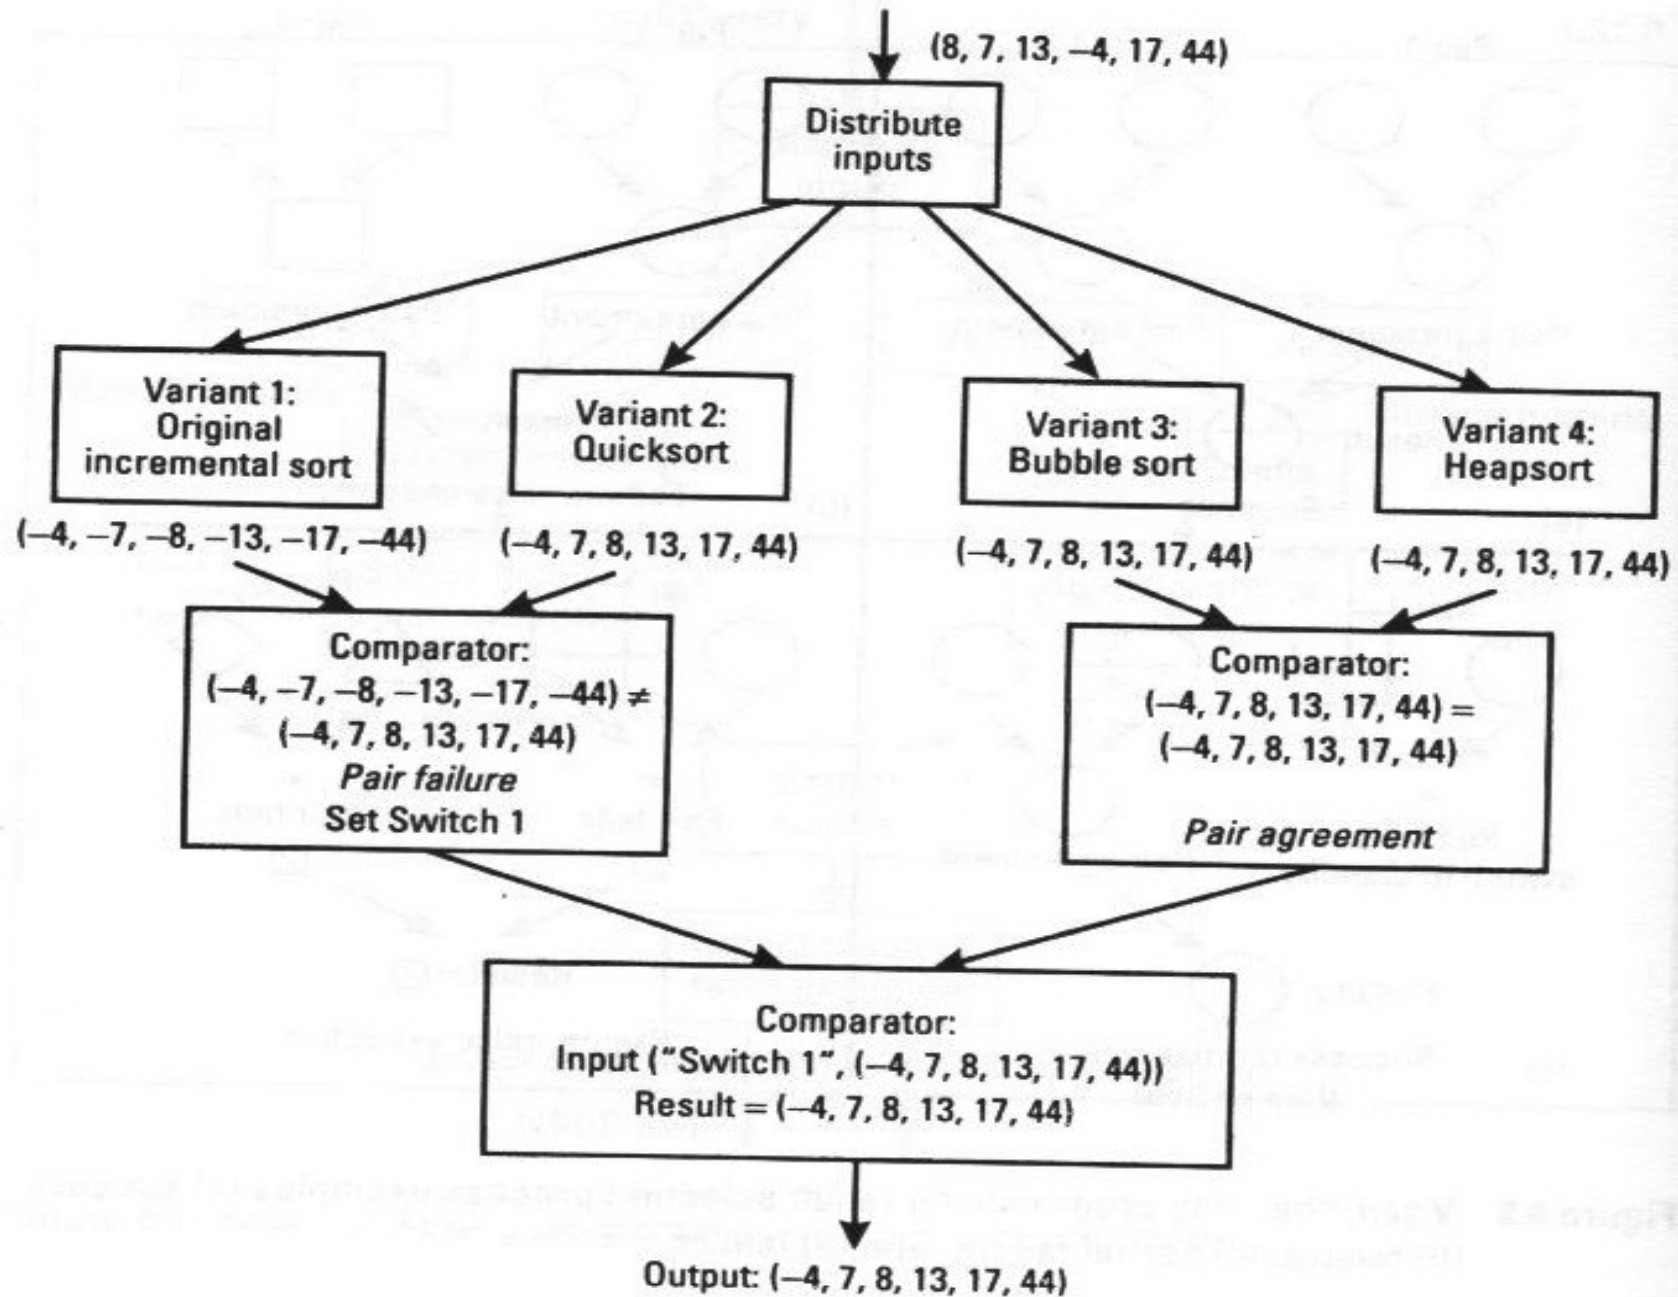 (8, 7, 13, –4, 17, 44)
Distribute
inputs
Variant 1:
Original
incremental sort
Variant 2:
Quicksort
Variant 3:
Bubble sort
Variant 4:
Heapsort
(–4, –7, –8, –13, –17, –44)
(–4, 7, 8, 13, 17, 44)
(–4, 7, 8, 13, 17, 44)
(–4, 7, 8, 13, 17, 44)
Comparator:
(–4, –7, –8, –13, –17, –44) ≠
(–4, 7, 8, 13, 17, 44)
Pair failure
Set Switch 1
Comparator:
(–4, 7, 8, 13, 17, 44) =
(–4, 7, 8, 13, 17, 44)
Pair agreement
Comparator:
Input ("Switch 1", (–4, 7, 8, 13, 17, 44))
Result = (–4, 7, 8, 13, 17, 44)
Output: (–4, 7, 8, 13, 17, 44)